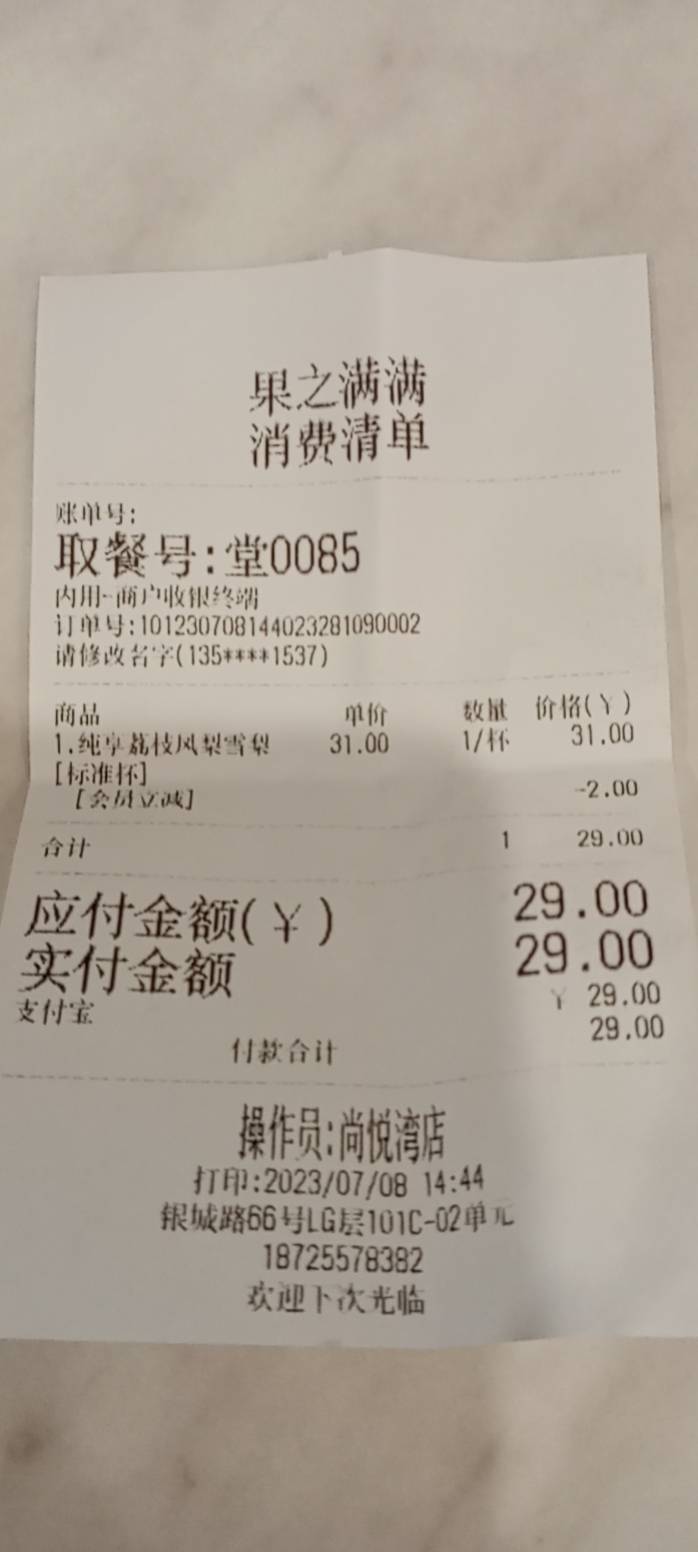 果之满满
消费清单
账单号:
取餐号:堂0085
内用-商户收银终端
订单号:101230708144023281090002
请修改名字(135****1537)
商品 单价 数量 价格(¥)
1.纯享荔枝凤梨雪梨 31.00 1/杯 31.00
[标准杯]
[会员立减] -2.00
合计 1 29.00
应付金额(¥) 29.00
实付金额 29.00
支付宝 ¥ 29.00
付款合计 29.00
操作员:尚悦湾店
打印:2023/07/08 14:44
银城路66号LG层101C-02单元
18725578382
欢迎下次光临